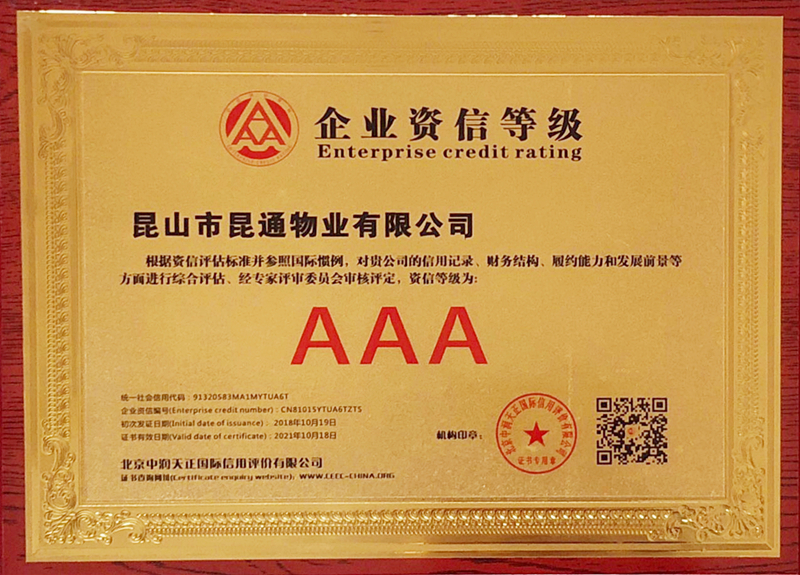 AAA
企业资信等级
Enterprise credit rating
昆山市昆通物业有限公司
根据资信评估标准并参照国际惯例，对贵公司的信用记录、财务结构、履约能力和发展前景等
方面进行综合评估、经专家评审委员会审核评定，资信等级为:
AAA
统一社会信用代码：91320583MA1MYTUA6T
企业资信编号(Enterprise credit number)：CN81015YTUA6TZTS
初次发证日期(Initial date of issuance)：2018年10月19日
证书有效日期(Valid date of certificate)：2021年10月18日
机构印章：
北京中润天正国际信用评价有限公司
证书专用章
北京中润天正国际信用评价有限公司
证书查询网站(Certificate enquiry website)：WWW.CECC-CHINA.ORG